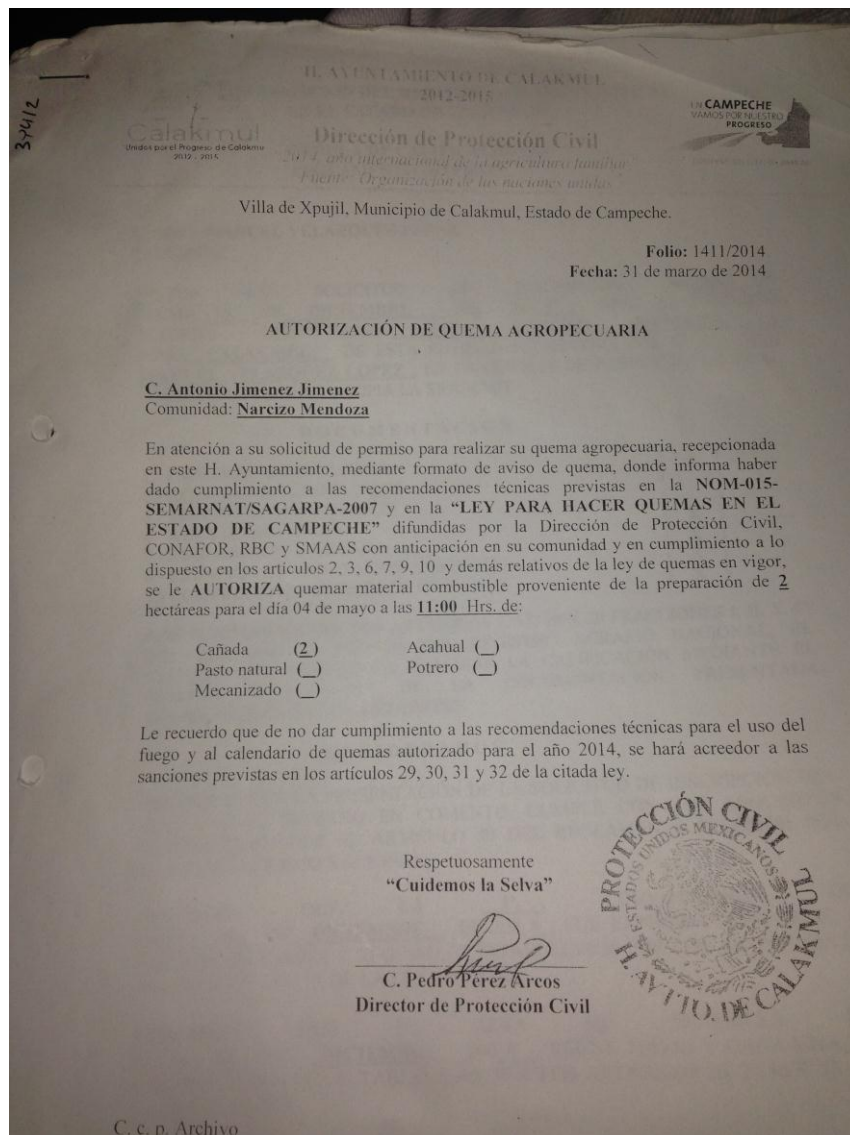 H. AYUNTAMIENTO DE CALAKMUL
2012-2015
37412
Calakmul
Unidos por el Progreso de Calakmu
2012 - 2015
Dirección de Protección Civil
2014, año internacional de la agricultura familiar
Fuente: Organización de las naciones unidas
EN CAMPECHE
VAMOS POR NUESTRO
PROGRESO
Villa de Xpujil, Municipio de Calakmul, Estado de Campeche.
Folio: 1411/2014
Fecha: 31 de marzo de 2014
AUTORIZACIÓN DE QUEMA AGROPECUARIA
C. Antonio Jimenez Jimenez
Comunidad: Narcizo Mendoza
En atención a su solicitud de permiso para realizar su quema agropecuaria, recepcionada
en este H. Ayuntamiento, mediante formato de aviso de quema, donde informa haber
dado cumplimiento a las recomendaciones técnicas previstas en la NOM-015-
SEMARNAT/SAGARPA-2007 y en la “LEY PARA HACER QUEMAS EN EL
ESTADO DE CAMPECHE” difundidas por la Dirección de Protección Civil,
CONAFOR, RBC y SMAAS con anticipación en su comunidad y en cumplimiento a lo
dispuesto en los artículos 2, 3, 6, 7, 9, 10 y demás relativos de la ley de quemas en vigor,
se le AUTORIZA quemar material combustible proveniente de la preparación de 2
hectáreas para el día 04 de mayo a las 11:00 Hrs. de:
Cañada (2) Acahual (_)
Pasto natural (_) Potrero (_)
Mecanizado (_)
Le recuerdo que de no dar cumplimiento a las recomendaciones técnicas para el uso del
fuego y al calendario de quemas autorizado para el año 2014, se hará acreedor a las
sanciones previstas en los artículos 29, 30, 31 y 32 de la citada ley.
Respetuosamente
“Cuidemos la Selva”
C. Pedro Pérez Arcos
Director de Protección Civil
PROTECCIÓN CIVIL
ESTADOS UNIDOS MEXICANOS
H. AYTTO. DE CALAKMUL
C. c. p. Archivo